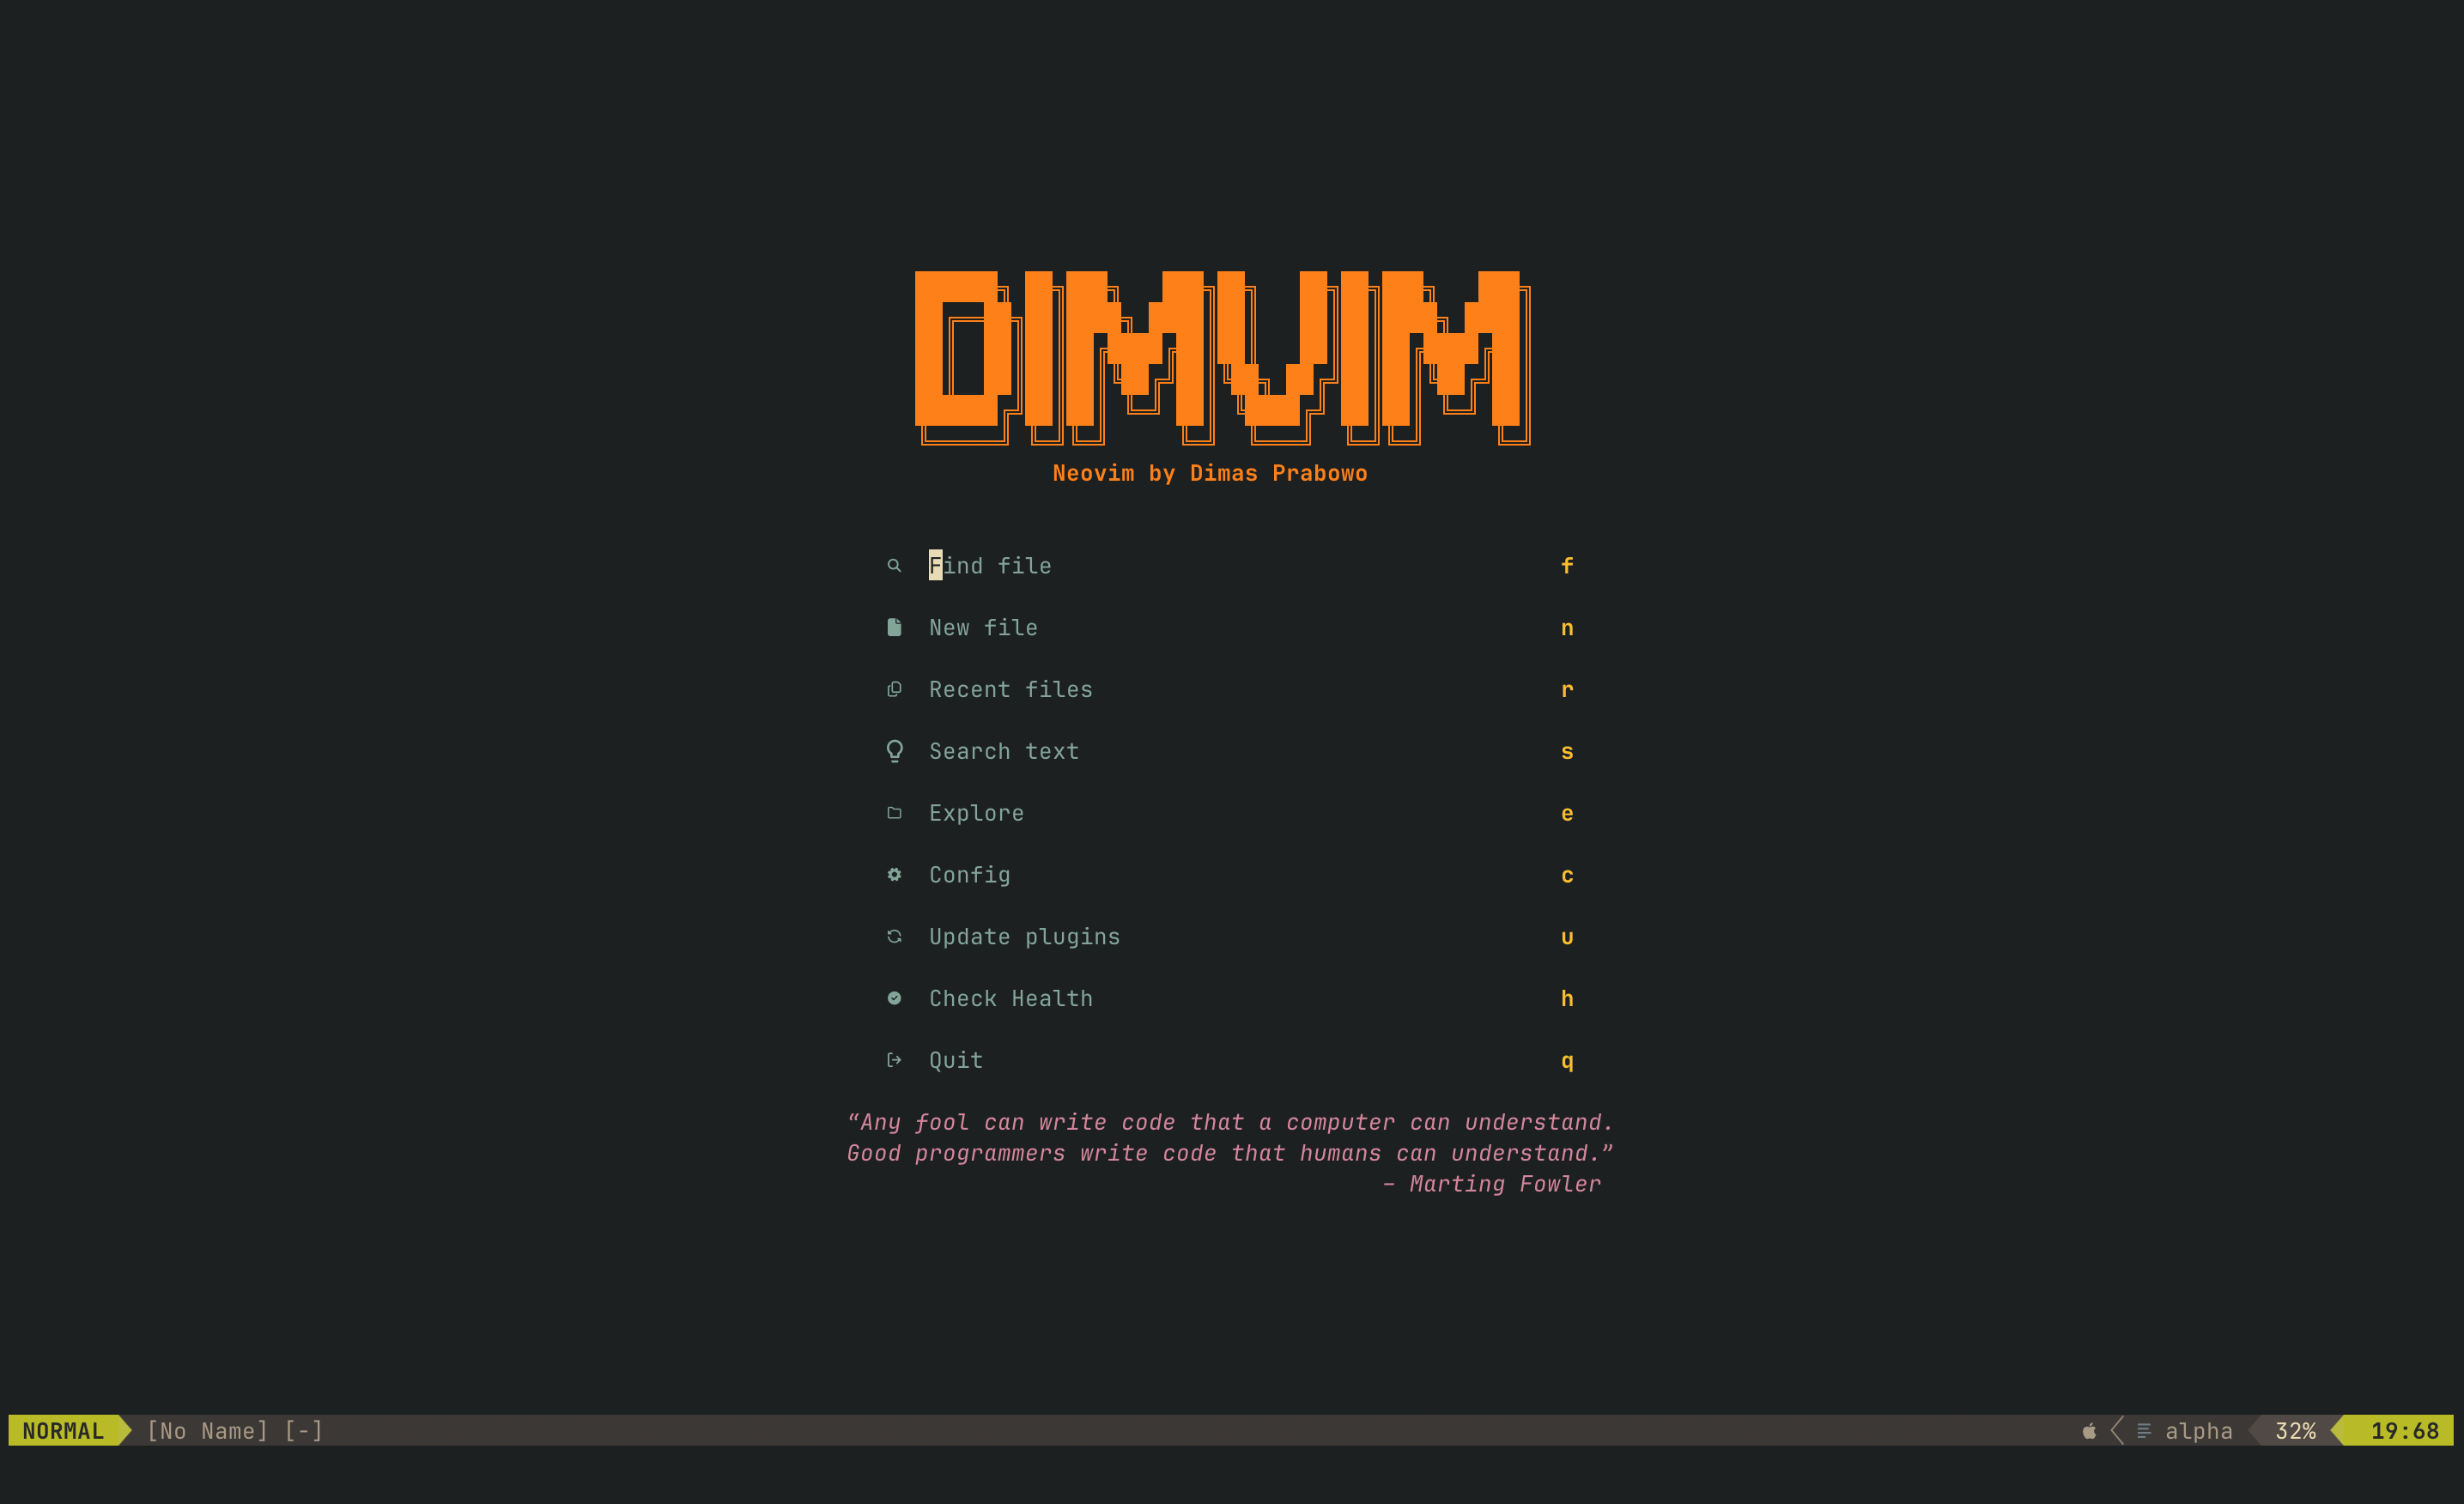 DIMVIM
Neovim by Dimas Prabowo
Find file f
New file n
Recent files r
Search text s
Explore e
Config c
Update plugins u
Check Health h
Quit q
“Any fool can write code that a computer can understand.
Good programmers write code that humans can understand.”
– Marting Fowler
NORMAL [No Name] [-] alpha 32% 19:68